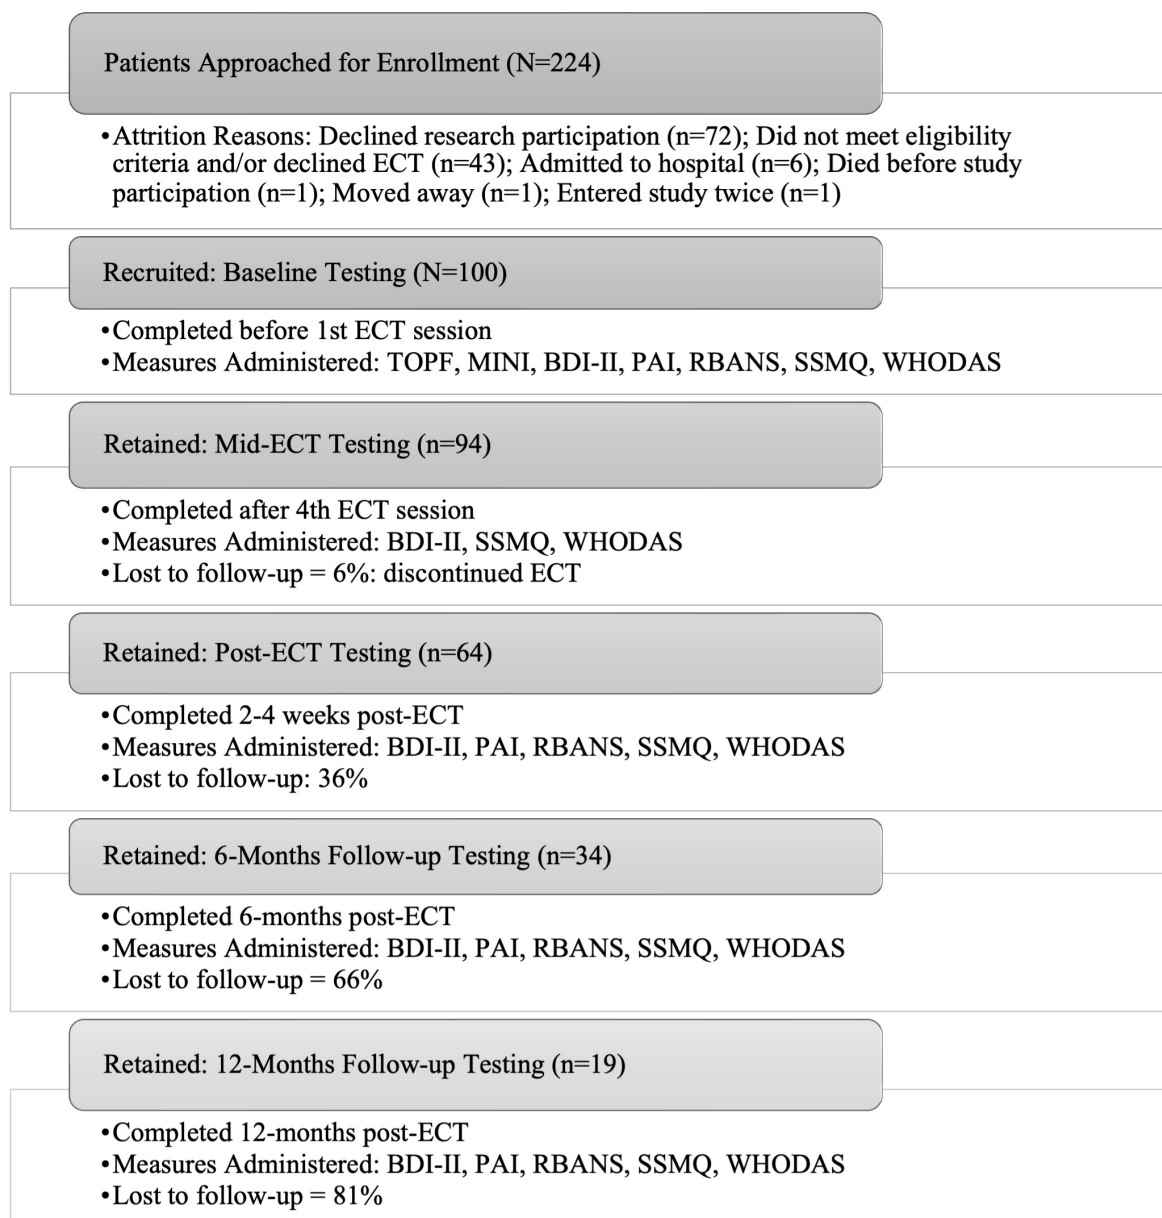 Patients Approached for Enrollment (N=224)
•Attrition Reasons: Declined research participation (n=72); Did not meet eligibility
criteria and/or declined ECT (n=43); Admitted to hospital (n=6); Died before study
participation (n=1); Moved away (n=1); Entered study twice (n=1)
Recruited: Baseline Testing (N=100)
•Completed before 1st ECT session
•Measures Administered: TOPF, MINI, BDI-II, PAI, RBANS, SSMQ, WHODAS
Retained: Mid-ECT Testing (n=94)
•Completed after 4th ECT session
•Measures Administered: BDI-II, SSMQ, WHODAS
•Lost to follow-up = 6%: discontinued ECT
Retained: Post-ECT Testing (n=64)
•Completed 2-4 weeks post-ECT
•Measures Administered: BDI-II, PAI, RBANS, SSMQ, WHODAS
•Lost to follow-up: 36%
Retained: 6-Months Follow-up Testing (n=34)
•Completed 6-months post-ECT
•Measures Administered: BDI-II, PAI, RBANS, SSMQ, WHODAS
•Lost to follow-up = 66%
Retained: 12-Months Follow-up Testing (n=19)
•Completed 12-months post-ECT
•Measures Administered: BDI-II, PAI, RBANS, SSMQ, WHODAS
•Lost to follow-up = 81%